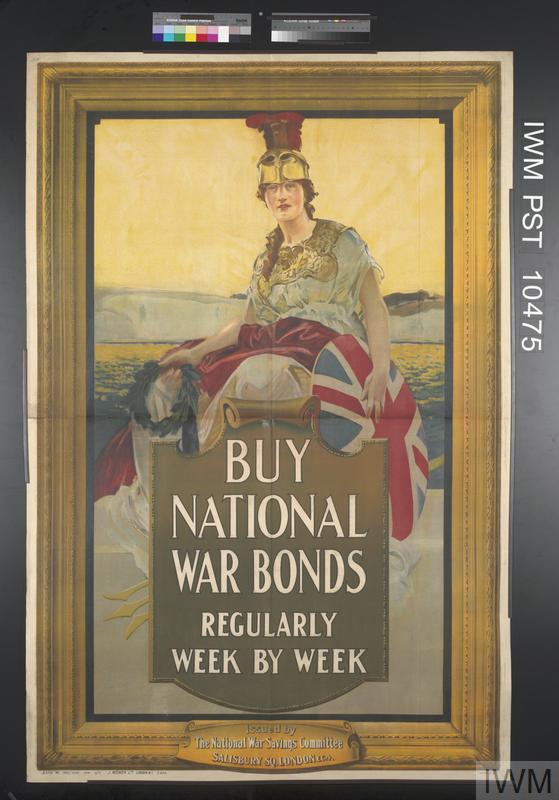 BUY
NATIONAL
WAR BONDS
REGULARLY
WEEK BY WEEK
Issued by
The National War Savings Committee
SALISBURY SQ. LONDON E.C.4.
IWM PST 10475
IWM